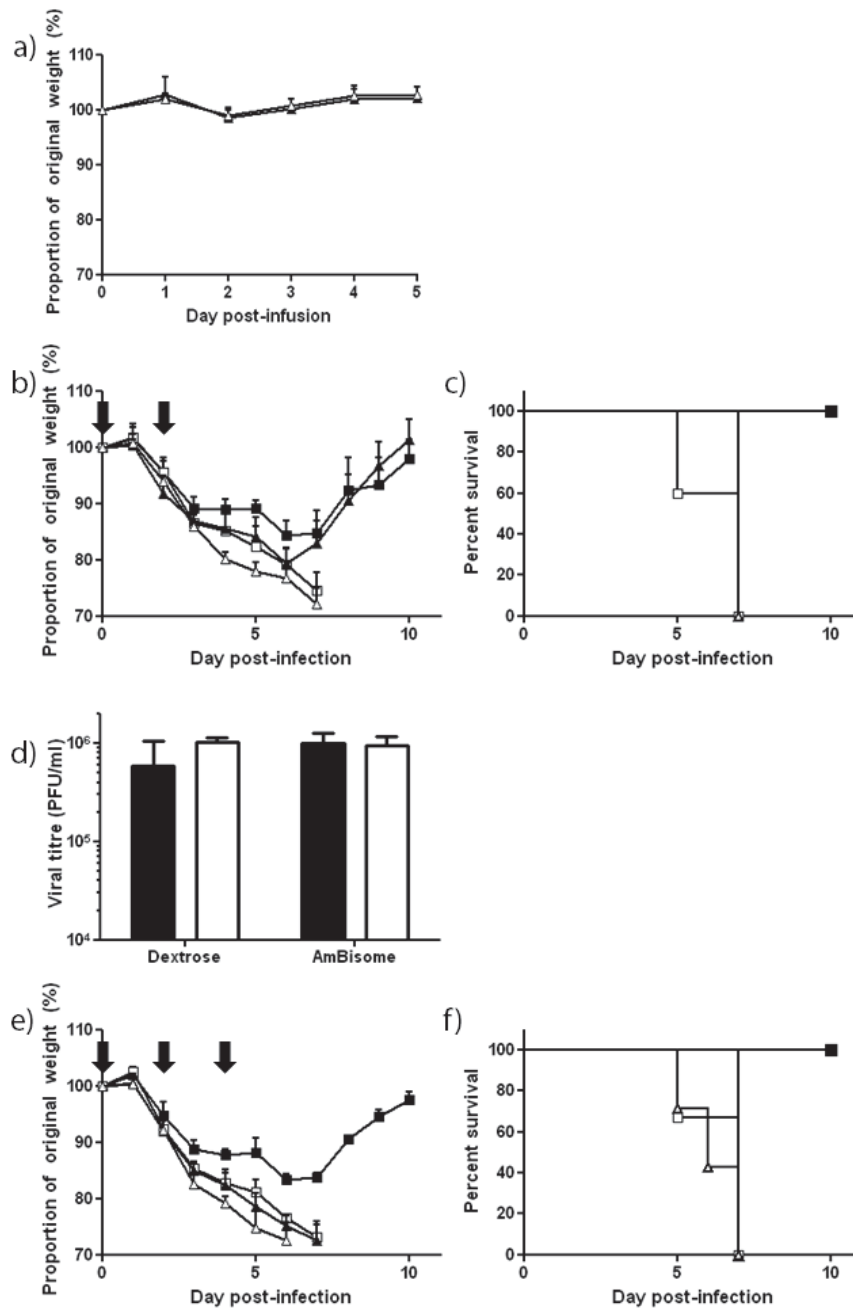 a)
Proportion of original weight (%)
110
100
90
80
70
0 1 2 3 4 5
Day post-infusion
b)
Proportion of original weight (%)
110
100
90
80
70
0 5 10
Day post-infection
c)
Percent survival
100
80
60
40
20
0
0 5 10
Day post-infection
d)
Viral titre (PFU/ml)
10⁶
10⁵
10⁴
Dextrose AmBisome
e)
Proportion of original weight (%)
110
100
90
80
70
0 5 10
Day post-infection
f)
Percent survival
100
80
60
40
20
0
0 5 10
Day post-infection